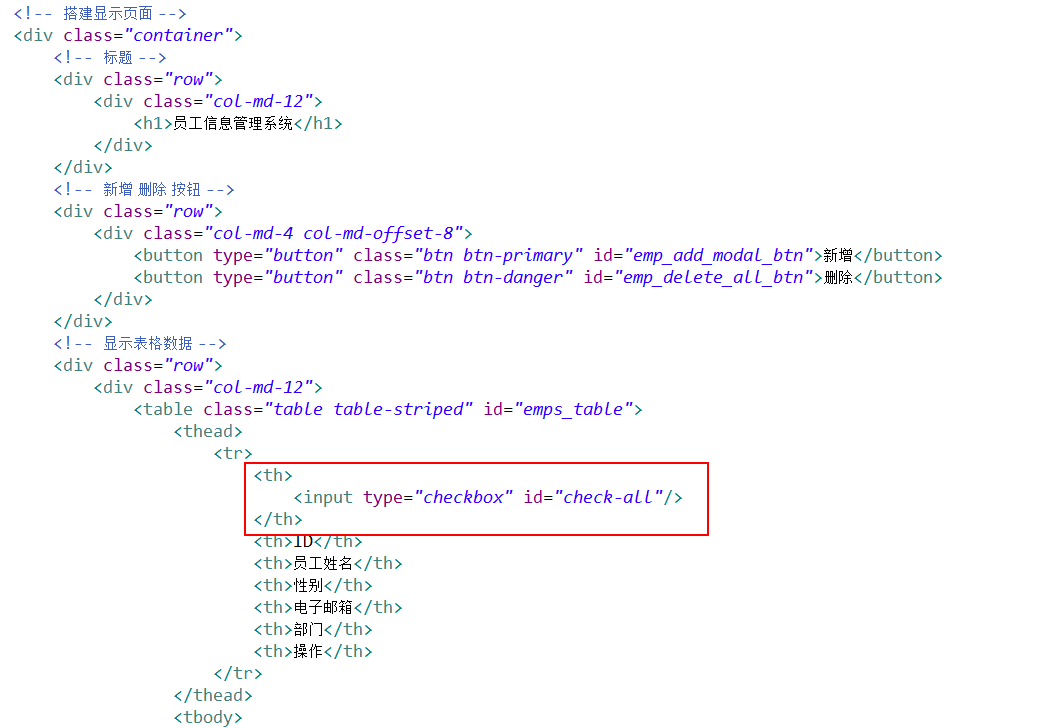 <!-- 搭建显示页面 -->
<div class="container">
<!-- 标题 -->
<div class="row">
<div class="col-md-12">
<h1>员工信息管理系统</h1>
</div>
</div>
<!-- 新增 删除 按钮 -->
<div class="row">
<div class="col-md-4 col-md-offset-8">
<button type="button" class="btn btn-primary" id="emp_add_modal_btn">新增</button>
<button type="button" class="btn btn-danger" id="emp_delete_all_btn">删除</button>
</div>
</div>
<!-- 显示表格数据 -->
<div class="row">
<div class="col-md-12">
<table class="table table-striped" id="emps_table">
<thead>
<tr>
<th>
<input type="checkbox" id="check-all"/>
</th>
<th>ID</th>
<th>员工姓名</th>
<th>性别</th>
<th>电子邮箱</th>
<th>部门</th>
<th>操作</th>
</tr>
</thead>
<tbody>